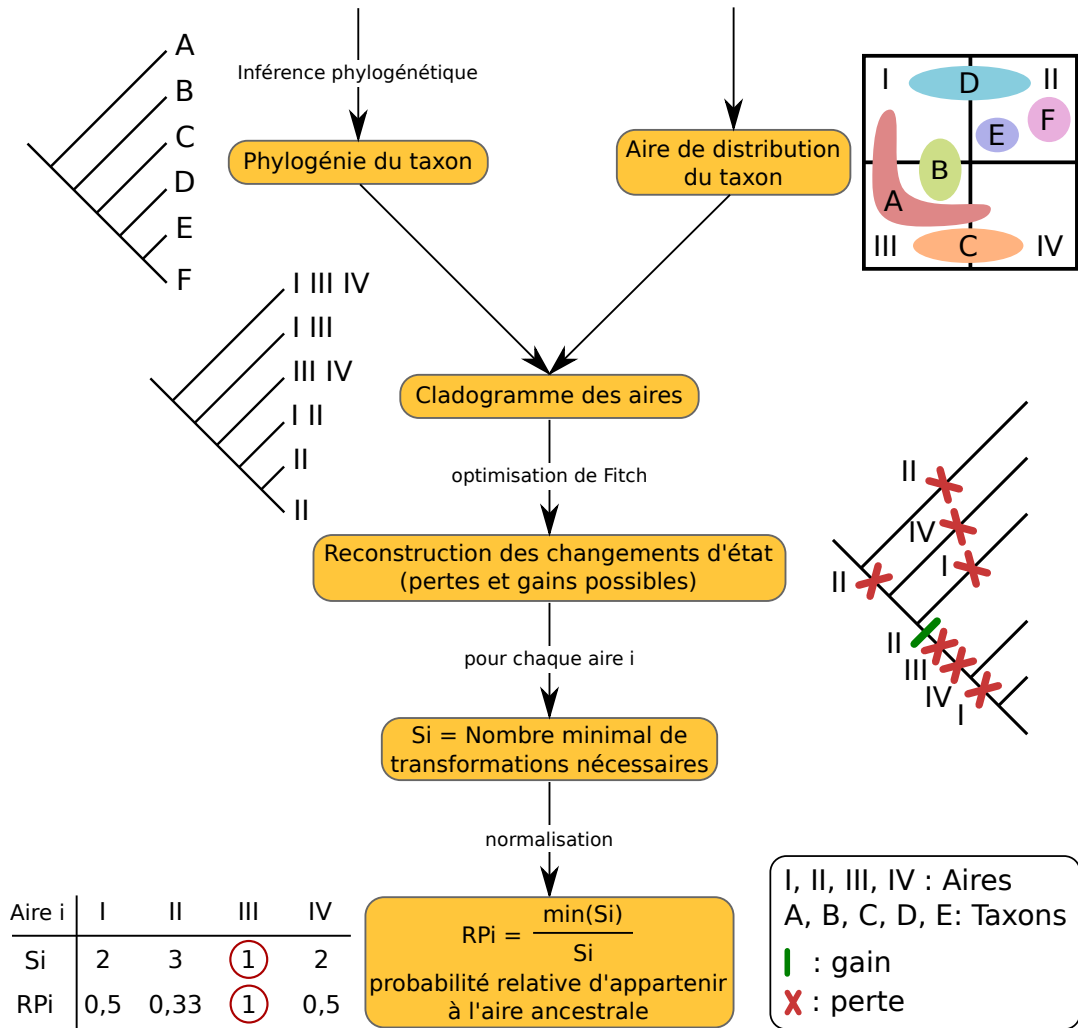 A
B
C
D
E
F
Inférence phylogénétique
Phylogénie du taxon
Aire de distribution
du taxon
I
D
II
E
F
B
A
III
C
IV
I III IV
I III
III IV
I II
II
II
Cladogramme des aires
optimisation de Fitch
Reconstruction des changements d'état
(pertes et gains possibles)
II
IV
I
II
II
III
IV
I
pour chaque aire i
Si = Nombre minimal de
transformations nécessaires
normalisation
RPi = min(Si)
Si
probabilité relative d'appartenir
à l'aire ancestrale
Aire i I II III IV
Si 2 3 1 2
RPi 0,5 0,33 1 0,5
I, II, III, IV : Aires
A, B, C, D, E: Taxons
: gain
: perte